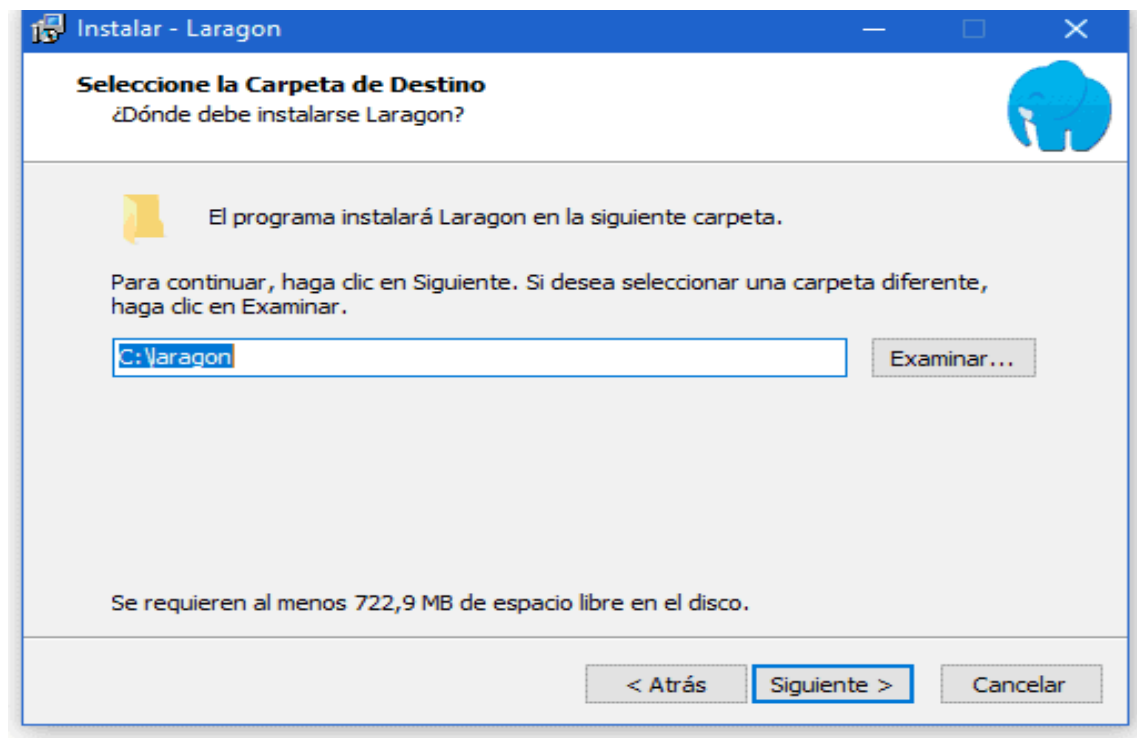 Instalar - Laragon
Seleccione la Carpeta de Destino
¿Dónde debe instalarse Laragon?
El programa instalará Laragon en la siguiente carpeta.
Para continuar, haga clic en Siguiente. Si desea seleccionar una carpeta diferente,
haga clic en Examinar.
C:\laragon
Examinar...
Se requieren al menos 722,9 MB de espacio libre en el disco.
< Atrás
Siguiente >
Cancelar